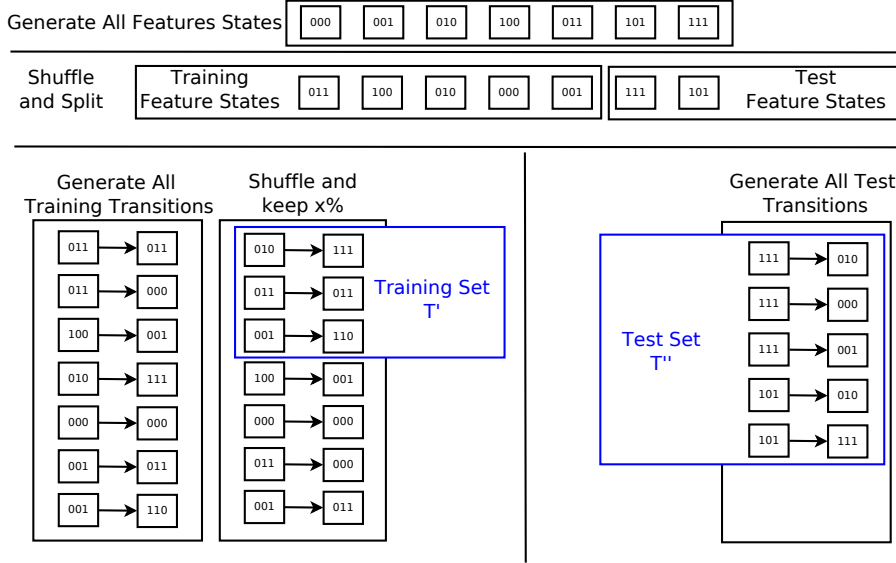 Generate All Features States 000 001 010 100 011 101 111
Shuffle
and Split
Training
Feature States
011 100 010 000 001 111 101
Test
Feature States
Generate All
Training Transitions
011 011
011 000
100 001
010 111
000 000
001 011
001 110
Shuffle and
keep x%
010 111
011 011
001 110
100 001
000 000
011 000
001 011
Training Set
T'
Generate All Test
Transitions
Test Set
T''
111 010
111 000
111 001
101 010
101 111